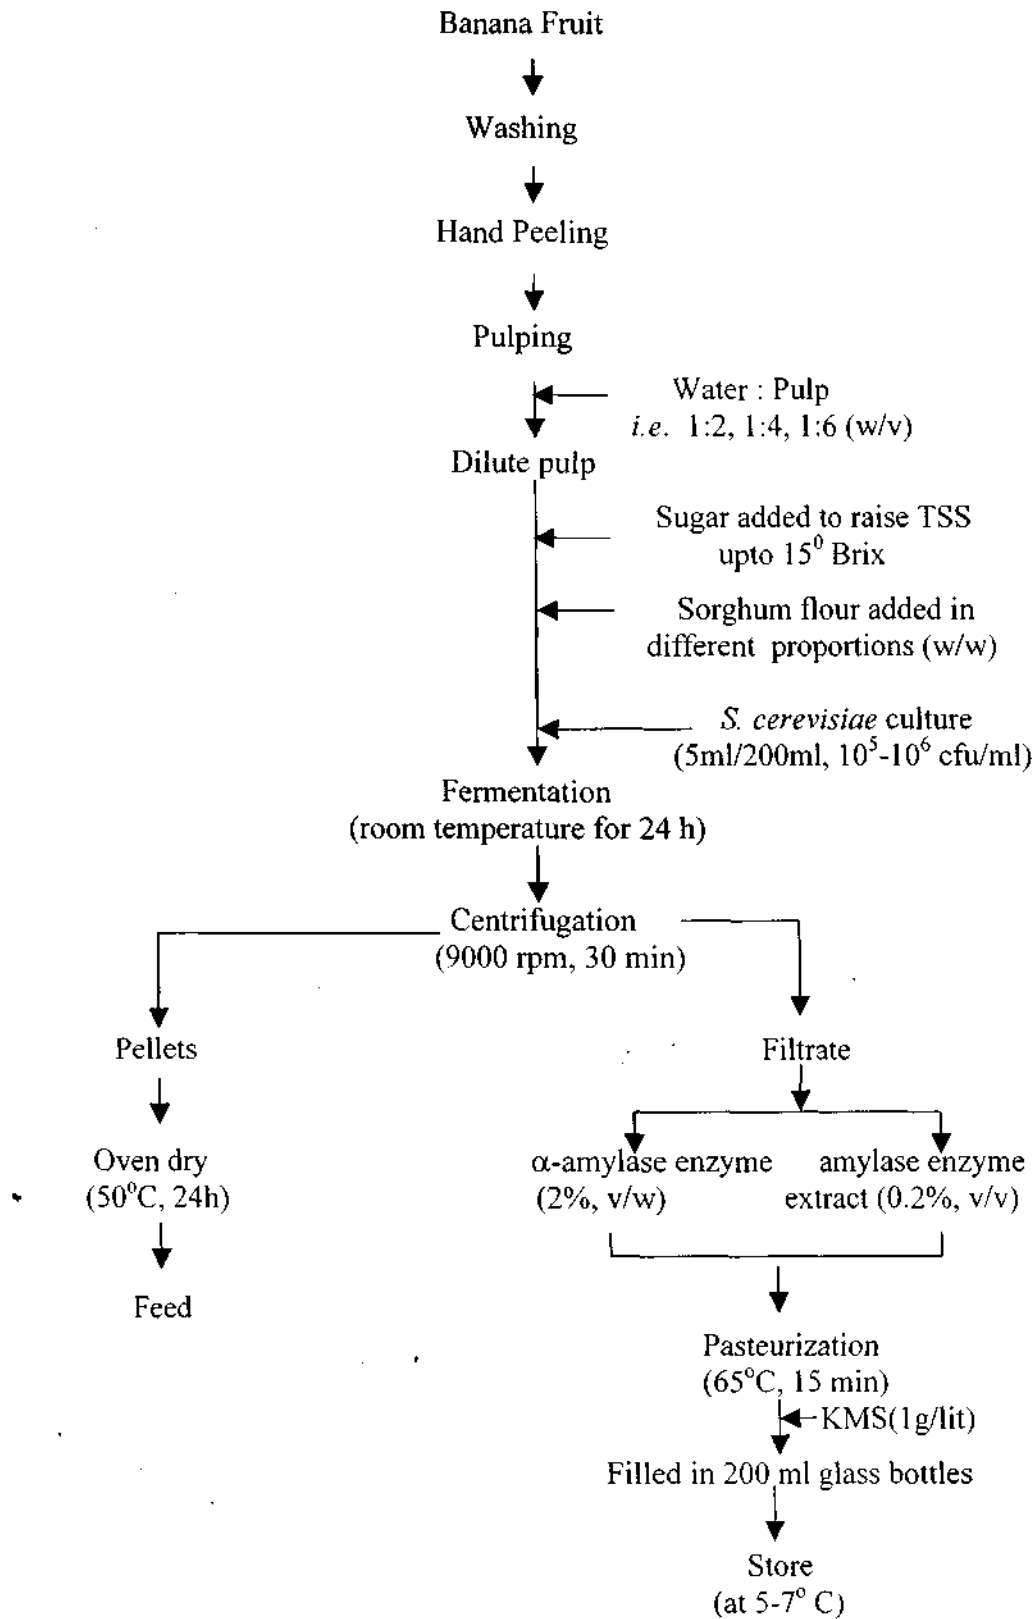 Banana Fruit
Washing
Hand Peeling
Pulping
Water : Pulp
i.e. 1:2, 1:4, 1:6 (w/v)
Dilute pulp
Sugar added to raise TSS
upto 15⁰ Brix
Sorghum flour added in
different proportions (w/w)
S. cerevisiae culture
(5ml/200ml, 10⁵-10⁶ cfu/ml)
Fermentation
(room temperature for 24 h)
Centrifugation
(9000 rpm, 30 min)
Pellets
Filtrate
Oven dry
(50°C, 24h)
α-amylase enzyme
(2%, v/w)
amylase enzyme
extract (0.2%, v/v)
Feed
Pasteurization
(65°C, 15 min)
KMS(1g/lit)
Filled in 200 ml glass bottles
Store
(at 5-7° C)